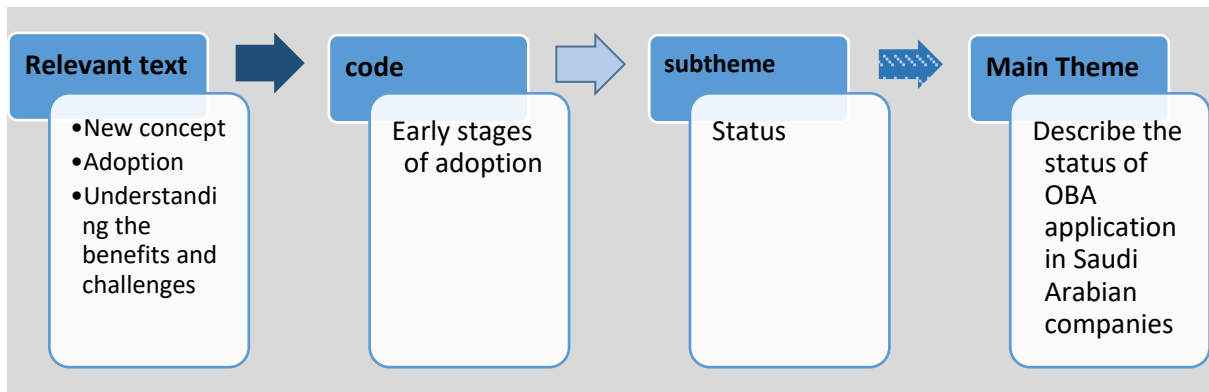 Relevant text
•New concept
•Adoption
•Understandi
ng the
benefits and
challenges
code
Early stages
of adoption
subtheme
Status
Main Theme
Describe the
status of
OBA
application
in Saudi
Arabian
companies